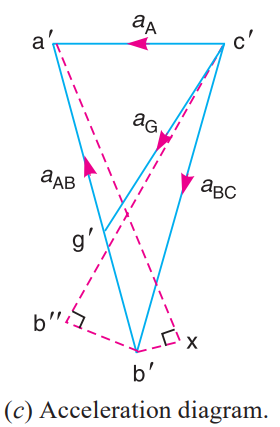 aA
a′ c′
aG
aAB aBC
g′
b′′
x
b′
(c) Acceleration diagram.